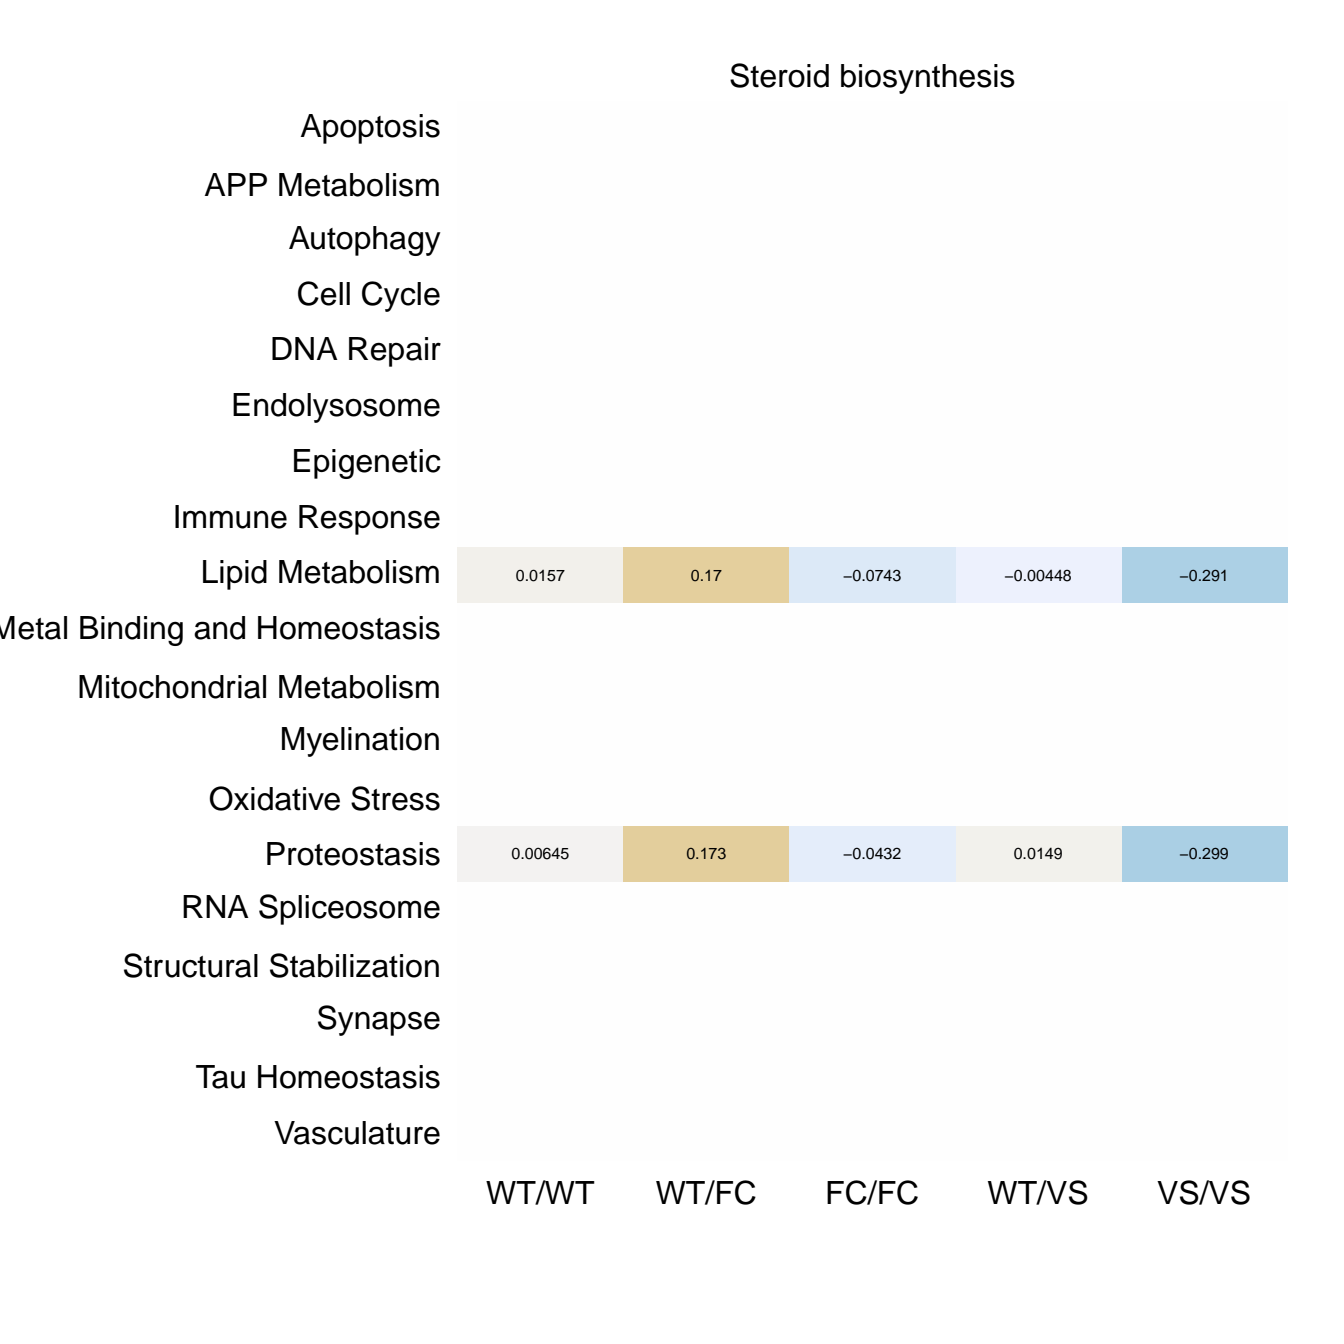 Steroid biosynthesis
Apoptosis
APP Metabolism
Autophagy
Cell Cycle
DNA Repair
Endolysosome
Epigenetic
Immune Response
Lipid Metabolism 0.0157 0.17 −0.0743 −0.00448 −0.291
Metal Binding and Homeostasis
Mitochondrial Metabolism
Myelination
Oxidative Stress
Proteostasis 0.00645 0.173 −0.0432 0.0149 −0.299
RNA Spliceosome
Structural Stabilization
Synapse
Tau Homeostasis
Vasculature
WT/WT WT/FC FC/FC WT/VS VS/VS